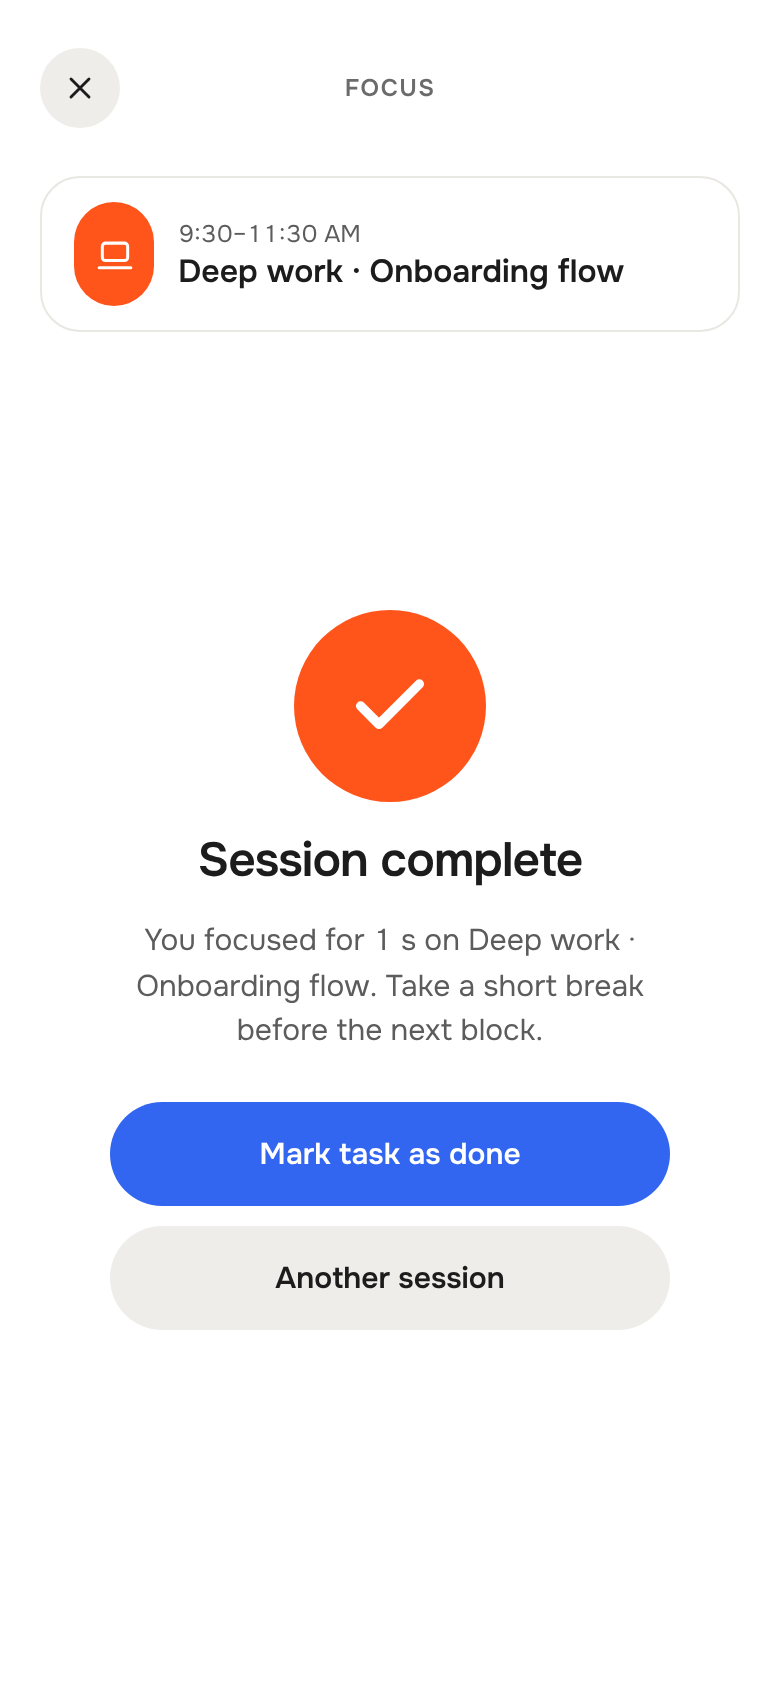 FOCUS
9:30–11:30 AM
Deep work · Onboarding flow
Session complete
You focused for 1 s on Deep work ·
Onboarding flow. Take a short break
before the next block.
Mark task as done
Another session